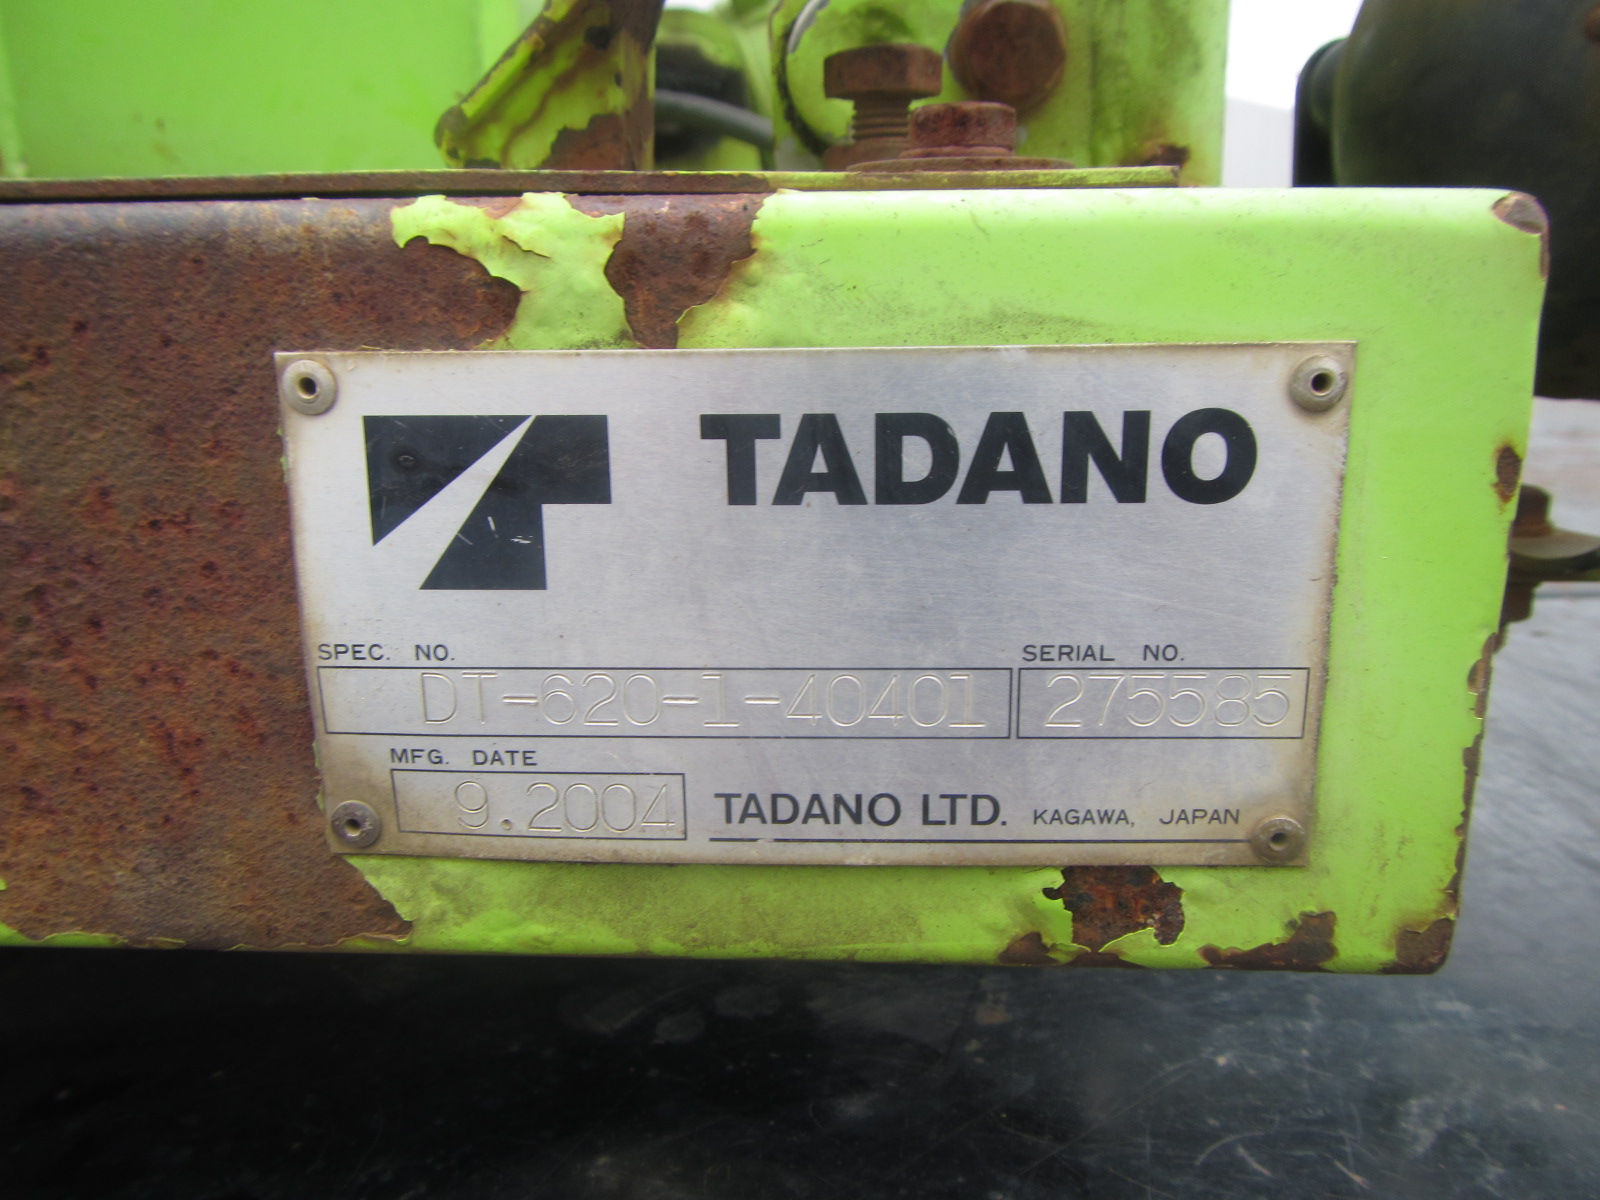 TADANO
SPEC. NO. SERIAL NO.
DT-620-1-40401 275585
MFG. DATE
9.2004 TADANO LTD. KAGAWA, JAPAN